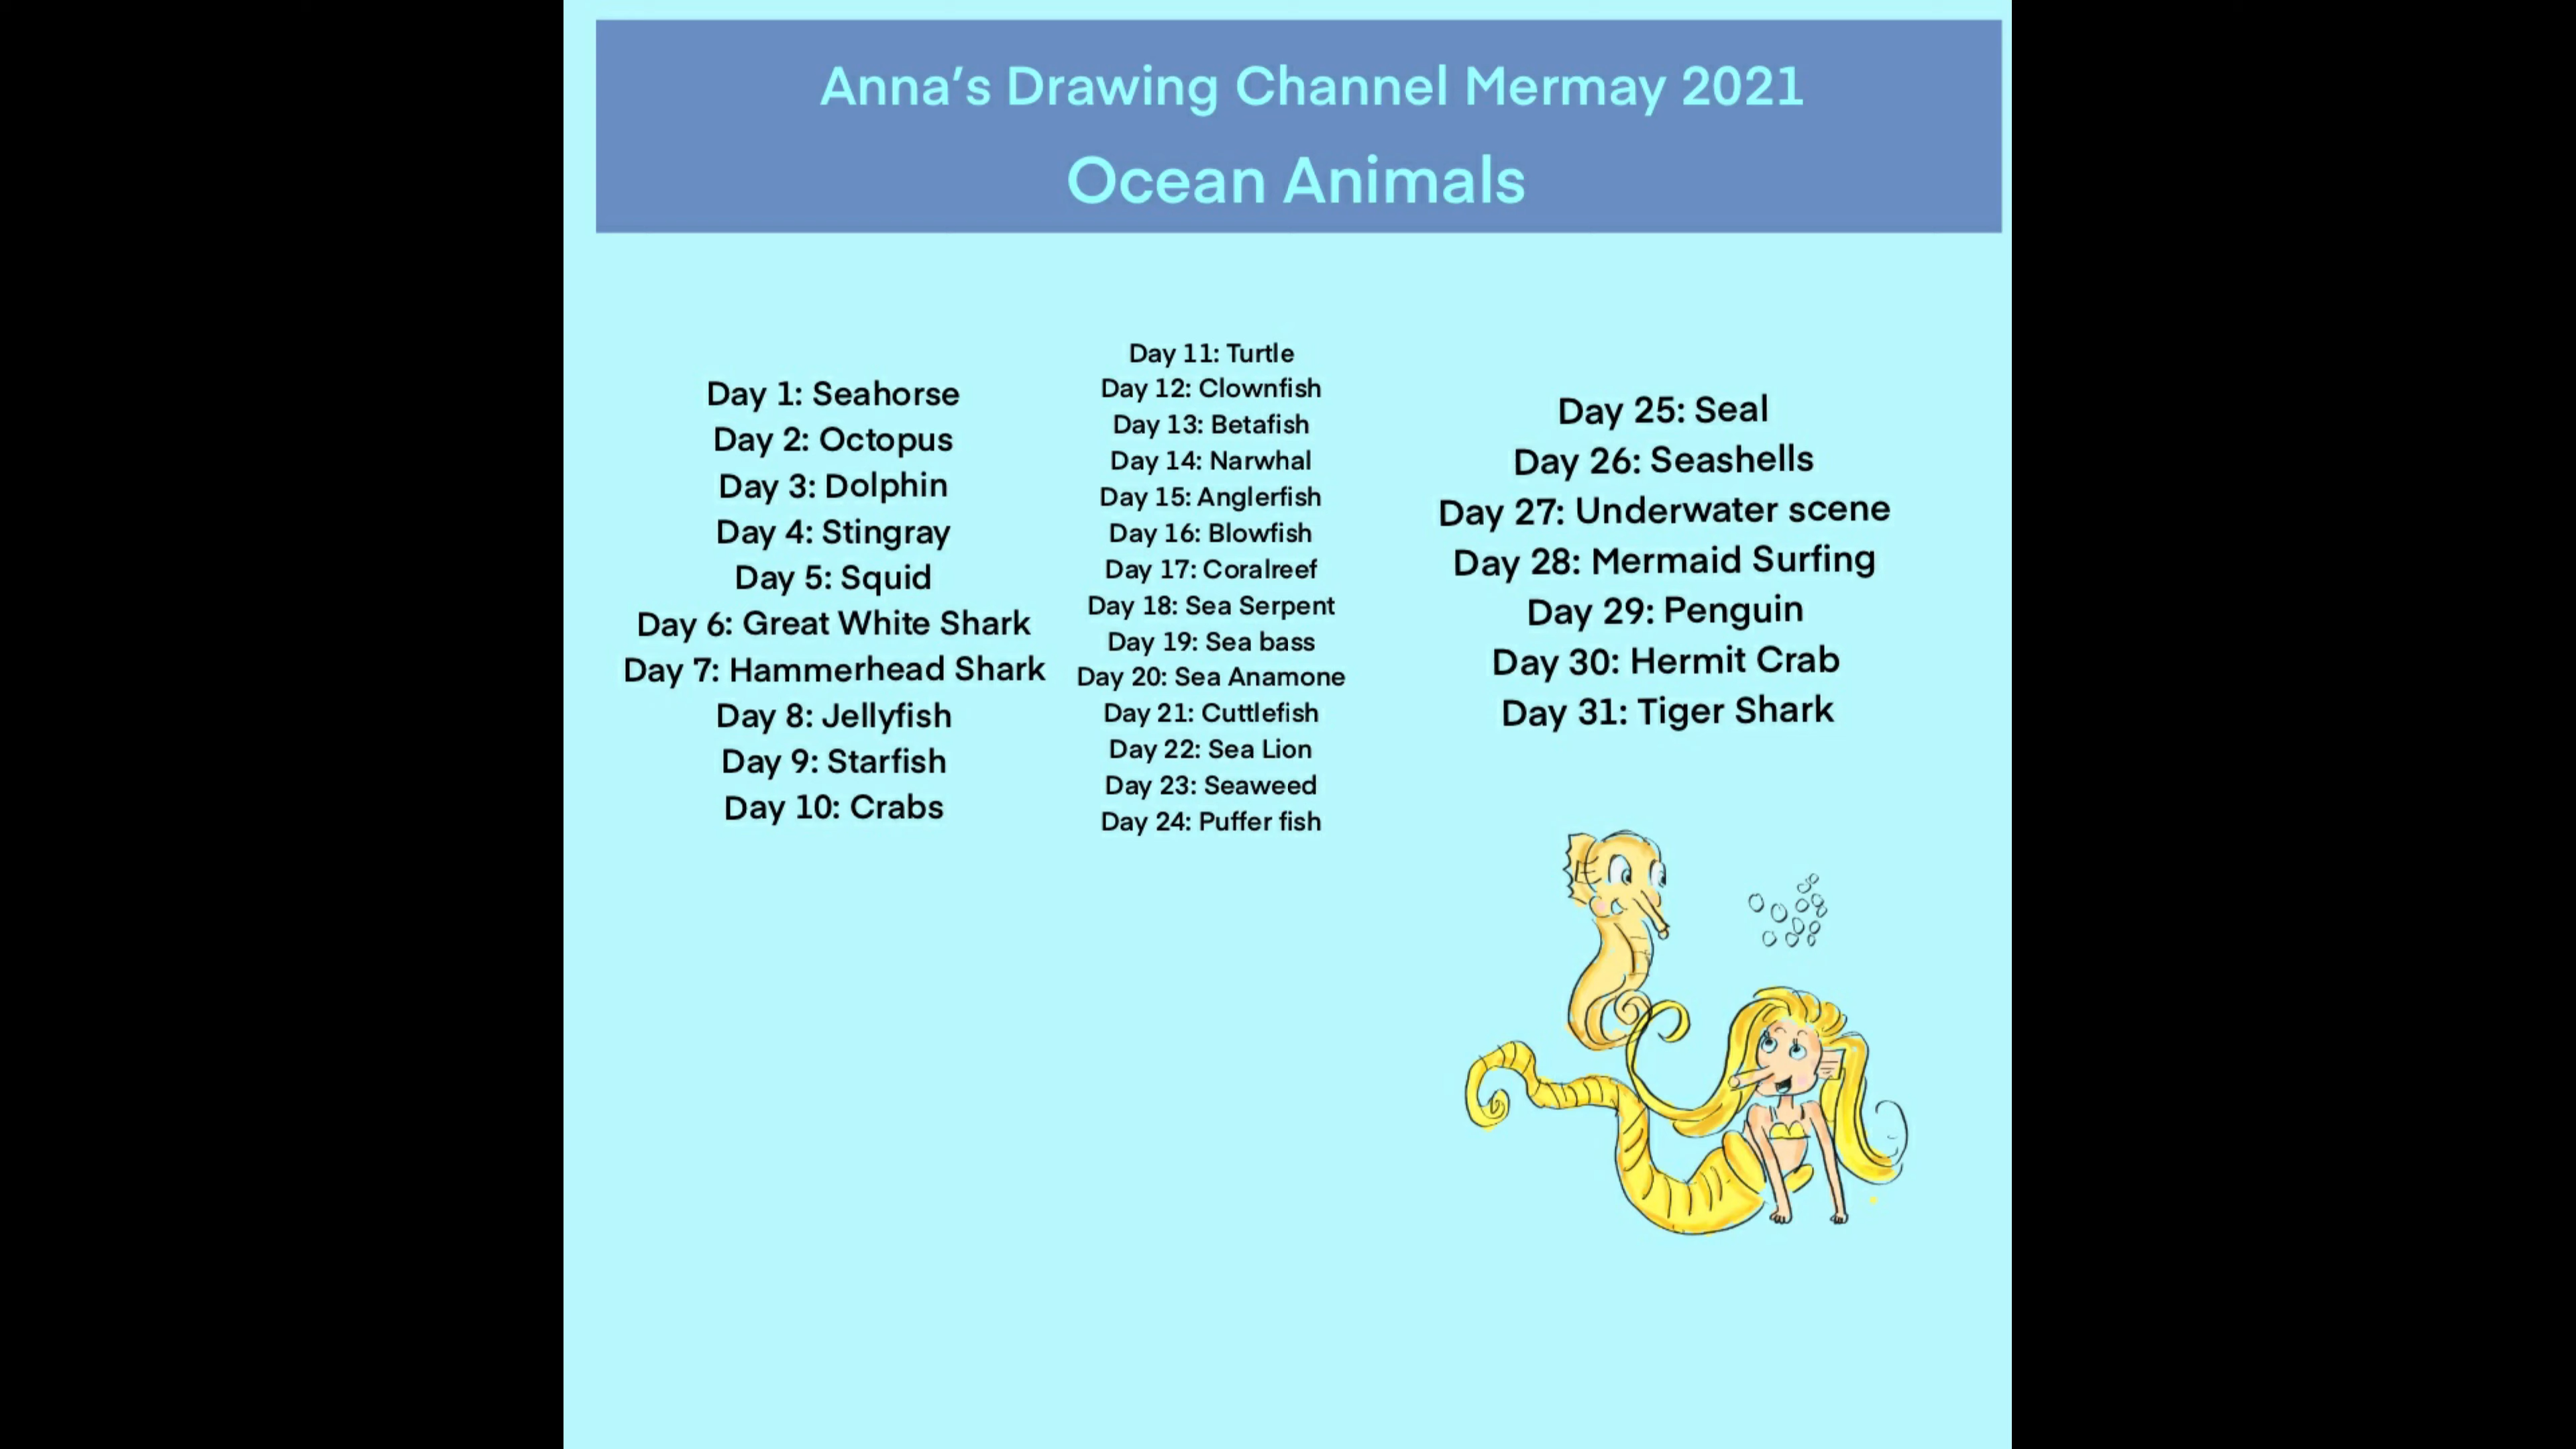 Anna’s Drawing Channel Mermay 2021
Ocean Animals
Day 1: Seahorse
Day 2: Octopus
Day 3: Dolphin
Day 4: Stingray
Day 5: Squid
Day 6: Great White Shark
Day 7: Hammerhead Shark
Day 8: Jellyfish
Day 9: Starfish
Day 10: Crabs
Day 11: Turtle
Day 12: Clownfish
Day 13: Betafish
Day 14: Narwhal
Day 15: Anglerfish
Day 16: Blowfish
Day 17: Coralreef
Day 18: Sea Serpent
Day 19: Sea bass
Day 20: Sea Anamone
Day 21: Cuttlefish
Day 22: Sea Lion
Day 23: Seaweed
Day 24: Puffer fish
Day 25: Seal
Day 26: Seashells
Day 27: Underwater scene
Day 28: Mermaid Surfing
Day 29: Penguin
Day 30: Hermit Crab
Day 31: Tiger Shark